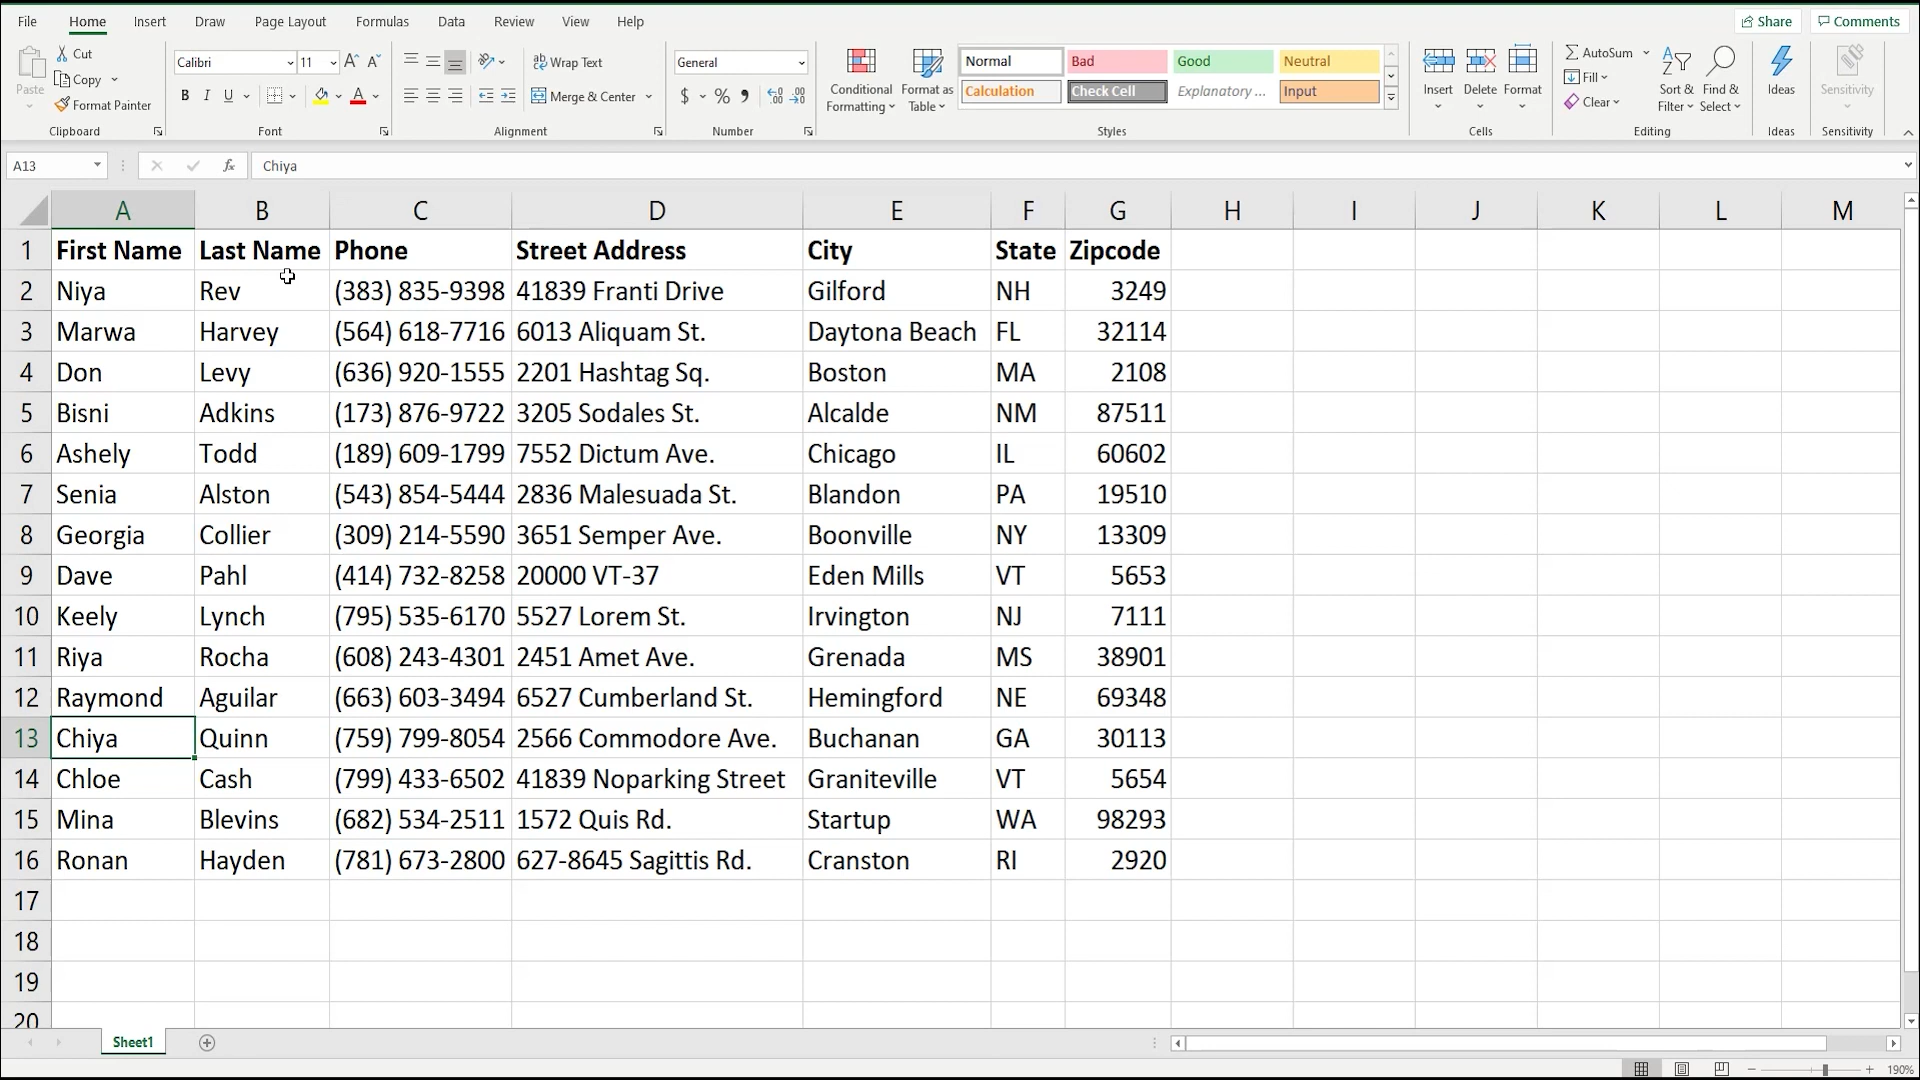 File Home Insert Draw Page Layout Formulas Data Review View Help Share Comments
Cut Calibri 11 Wrap Text General Normal Bad Good Neutral AutoSum
Paste Copy Conditional Formatting Format as Table Insert Delete Format Fill Sort & Filter Find & Select Ideas Sensitivity
Format Painter B I U Merge & Center $ % , Calculation Check Cell Explanatory ... Input Clear
Clipboard Font Alignment Number Styles Cells Editing Ideas Sensitivity
A13 fx Chiya
A B C D E F G H I J K L M
1 First Name Last Name Phone Street Address City State Zipcode
2 Niya Rev (383) 835-9398 41839 Franti Drive Gilford NH 3249
3 Marwa Harvey (564) 618-7716 6013 Aliquam St. Daytona Beach FL 32114
4 Don Levy (636) 920-1555 2201 Hashtag Sq. Boston MA 2108
5 Bisni Adkins (173) 876-9722 3205 Sodales St. Alcalde NM 87511
6 Ashely Todd (189) 609-1799 7552 Dictum Ave. Chicago IL 60602
7 Senia Alston (543) 854-5444 2836 Malesuada St. Blandon PA 19510
8 Georgia Collier (309) 214-5590 3651 Semper Ave. Boonville NY 13309
9 Dave Pahl (414) 732-8258 20000 VT-37 Eden Mills VT 5653
10 Keely Lynch (795) 535-6170 5527 Lorem St. Irvington NJ 7111
11 Riya Rocha (608) 243-4301 2451 Amet Ave. Grenada MS 38901
12 Raymond Aguilar (663) 603-3494 6527 Cumberland St. Hemingford NE 69348
13 Chiya Quinn (759) 799-8054 2566 Commodore Ave. Buchanan GA 30113
14 Chloe Cash (799) 433-6502 41839 Noparking Street Graniteville VT 5654
15 Mina Blevins (682) 534-2511 1572 Quis Rd. Startup WA 98293
16 Ronan Hayden (781) 673-2800 627-8645 Sagittis Rd. Cranston RI 2920
17
18
19
20
Sheet1
190%